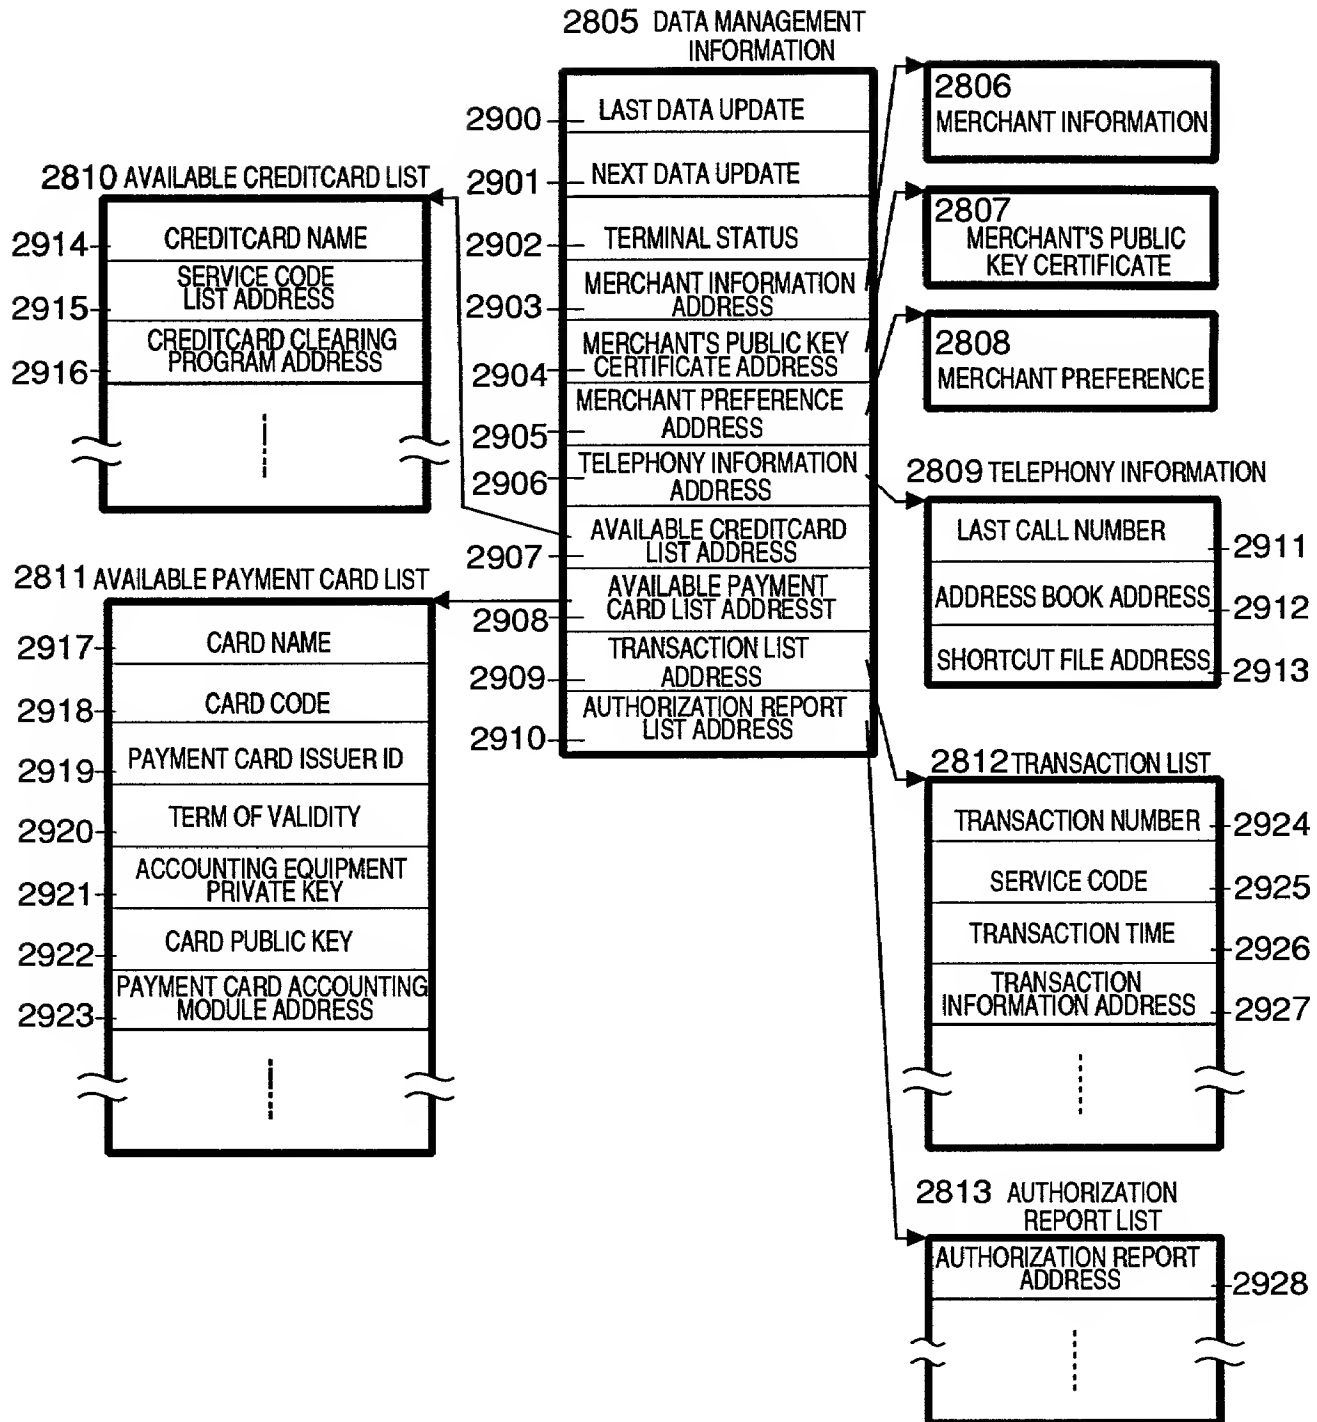 2805 DATA MANAGEMENT
INFORMATION
2900 LAST DATA UPDATE
2901 NEXT DATA UPDATE
2902 TERMINAL STATUS
2903 MERCHANT INFORMATION
ADDRESS
2904 MERCHANT'S PUBLIC KEY
CERTIFICATE ADDRESS
2905 MERCHANT PREFERENCE
ADDRESS
2906 TELEPHONY INFORMATION
ADDRESS
2907 AVAILABLE CREDITCARD
LIST ADDRESS
2908 AVAILABLE PAYMENT
CARD LIST ADDRESST
2909 TRANSACTION LIST
ADDRESS
2910 AUTHORIZATION REPORT
LIST ADDRESS
2810 AVAILABLE CREDITCARD LIST
2914 CREDITCARD NAME
2915 SERVICE CODE
LIST ADDRESS
2916 CREDITCARD CLEARING
PROGRAM ADDRESS
2811 AVAILABLE PAYMENT CARD LIST
2917 CARD NAME
2918 CARD CODE
2919 PAYMENT CARD ISSUER ID
2920 TERM OF VALIDITY
2921 ACCOUNTING EQUIPMENT
PRIVATE KEY
2922 CARD PUBLIC KEY
2923 PAYMENT CARD ACCOUNTING
MODULE ADDRESS
2806
MERCHANT INFORMATION
2807
MERCHANT'S PUBLIC
KEY CERTIFICATE
2808
MERCHANT PREFERENCE
2809 TELEPHONY INFORMATION
LAST CALL NUMBER 2911
ADDRESS BOOK ADDRESS 2912
SHORTCUT FILE ADDRESS 2913
2812 TRANSACTION LIST
TRANSACTION NUMBER 2924
SERVICE CODE 2925
TRANSACTION TIME 2926
TRANSACTION
INFORMATION ADDRESS 2927
2813 AUTHORIZATION
REPORT LIST
AUTHORIZATION REPORT
ADDRESS 2928